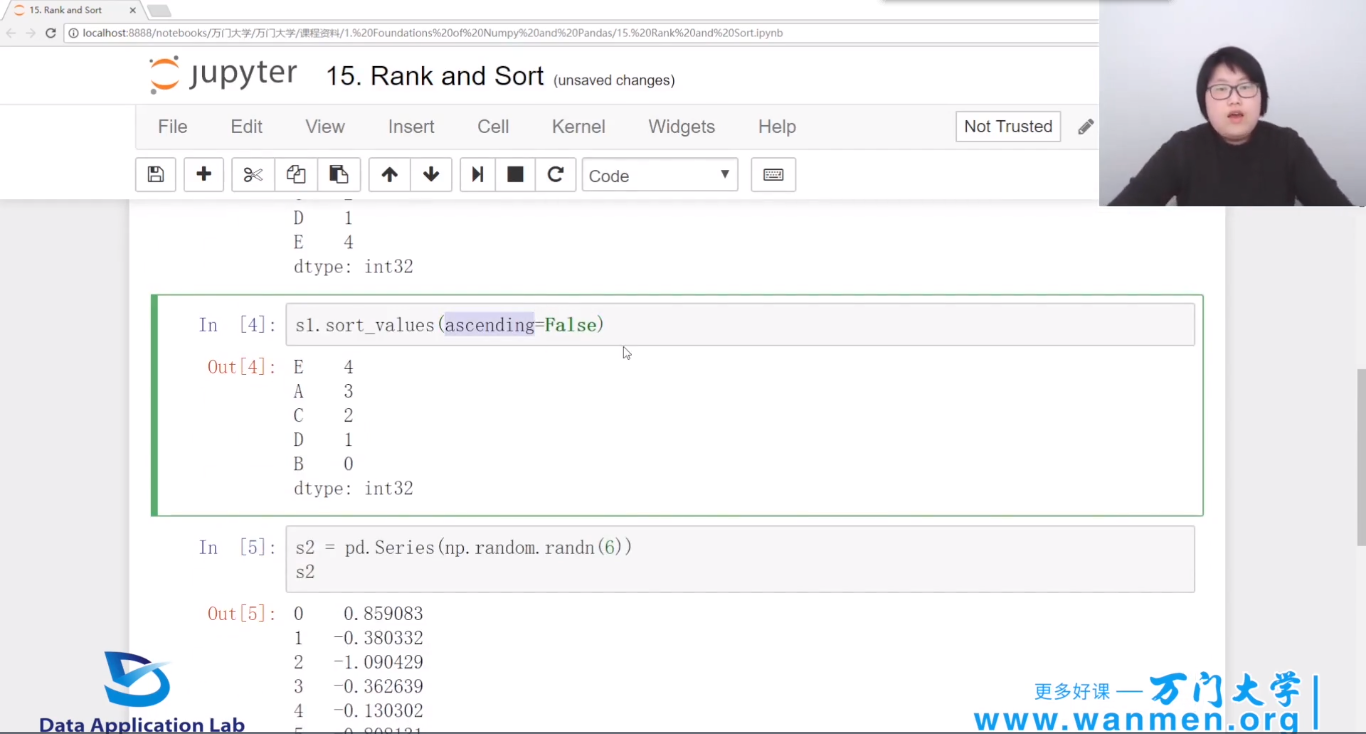 15. Rank and Sort
localhost:8888/notebooks/万门大学/万门大学/课程资料/1.%20Foundations%20of%20Numpy%20and%20Pandas/15.%20Rank%20and%20Sort.ipynb
jupyter 15. Rank and Sort (unsaved changes)
File Edit View Insert Cell Kernel Widgets Help Not Trusted
Code
D 1
E 4
dtype: int32
In [4]: s1.sort_values(ascending=False)
Out[4]: E 4
A 3
C 2
D 1
B 0
dtype: int32
In [5]: s2 = pd.Series(np.random.randn(6))
s2
Out[5]: 0 0.859083
1 -0.380332
2 -1.090429
3 -0.362639
4 -0.130302
Data Application Lab
更多好课 — 万门大学
www.wanmen.org